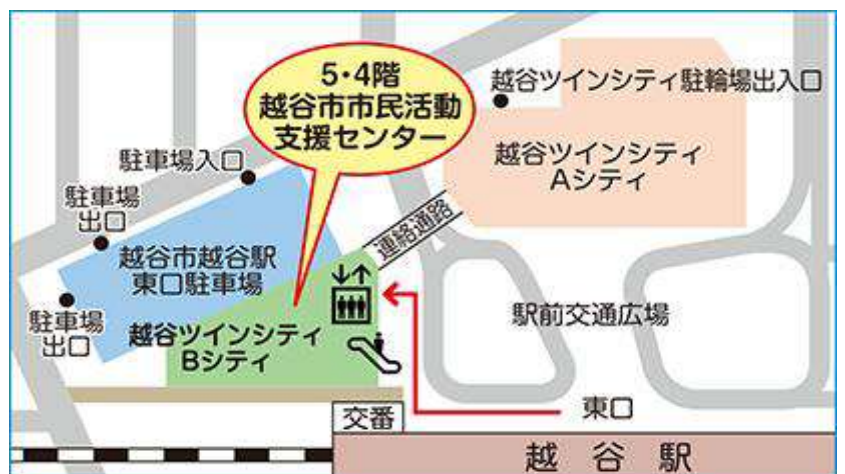 5・4階
越谷市市民活動
支援センター
越谷ツインシティ駐輪場出入口
越谷ツインシティ
Aシティ
駐車場入口
駐車場
出口
連絡通路
越谷市越谷駅
東口駐車場
駐車場
出口
越谷ツインシティ
Bシティ
駅前交通広場
東口
交番
越谷駅